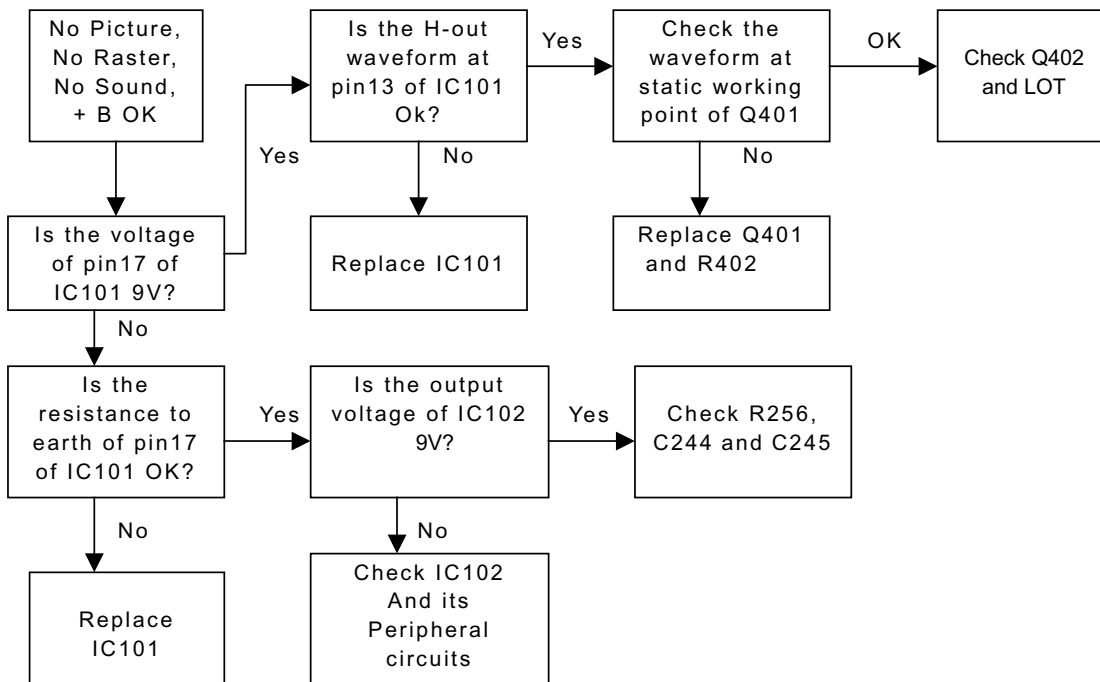 No Picture,
No Raster,
No Sound,
+ B OK
Yes
Is the H-out
waveform at
pin13 of IC101
Ok?
Yes
Check the
waveform at
static working
point of Q401
OK
Check Q402
and LOT
No
No
Is the voltage
of pin17 of
IC101 9V?
Replace IC101
Replace Q401
and R402
No
Is the
resistance to
earth of pin17
of IC101 OK?
Yes
Is the output
voltage of IC102
9V?
Yes
Check R256,
C244 and C245
No
No
Replace
IC101
Check IC102
And its
Peripheral
circuits